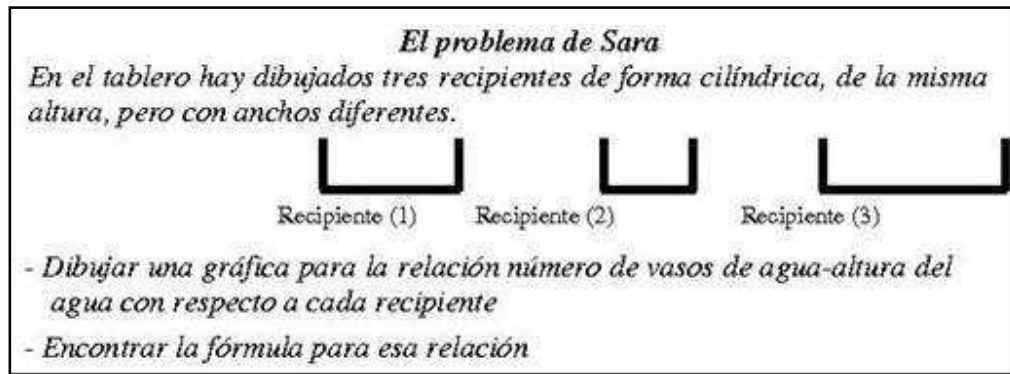 El problema de Sara
En el tablero hay dibujados tres recipientes de forma cilíndrica, de la misma
altura, pero con anchos diferentes.
Recipiente (1) Recipiente (2) Recipiente (3)
- Dibujar una gráfica para la relación número de vasos de agua-altura del
agua con respecto a cada recipiente
- Encontrar la fórmula para esa relación